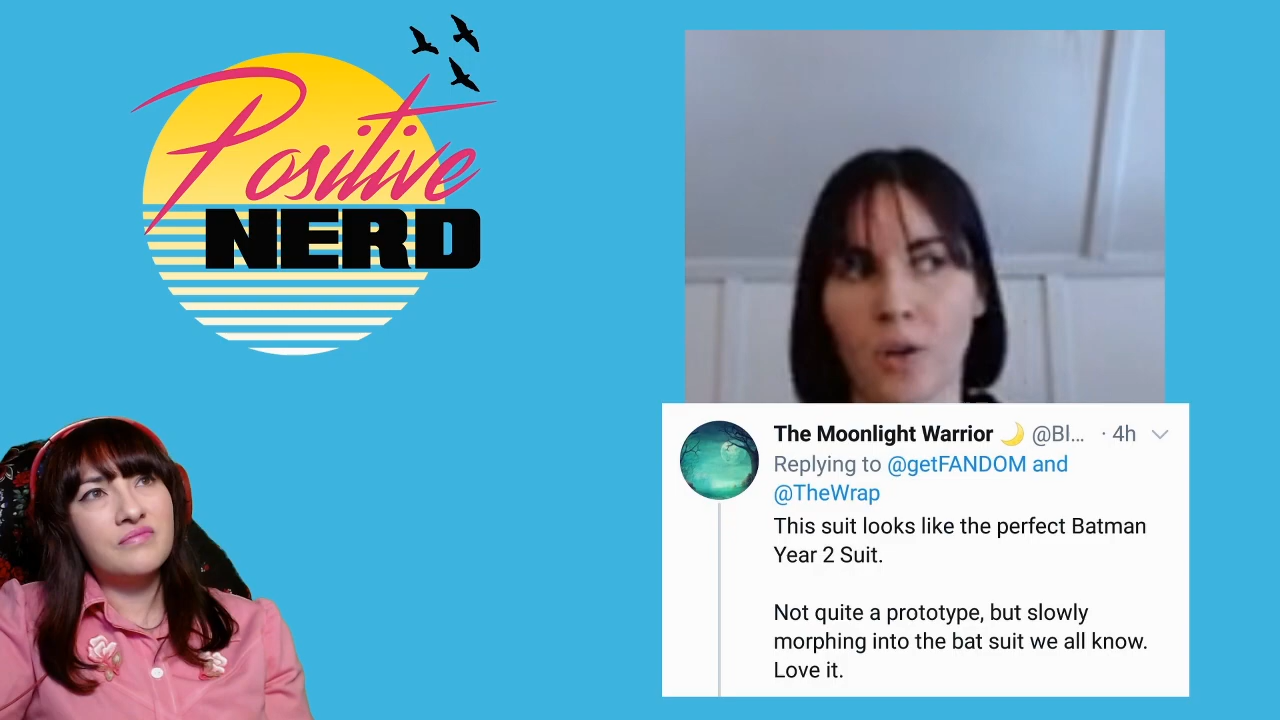 Positive
NERD
The Moonlight Warrior 🌙 @Bl... · 4h
Replying to @getFANDOM and
@TheWrap
This suit looks like the perfect Batman
Year 2 Suit.
Not quite a prototype, but slowly
morphing into the bat suit we all know.
Love it.